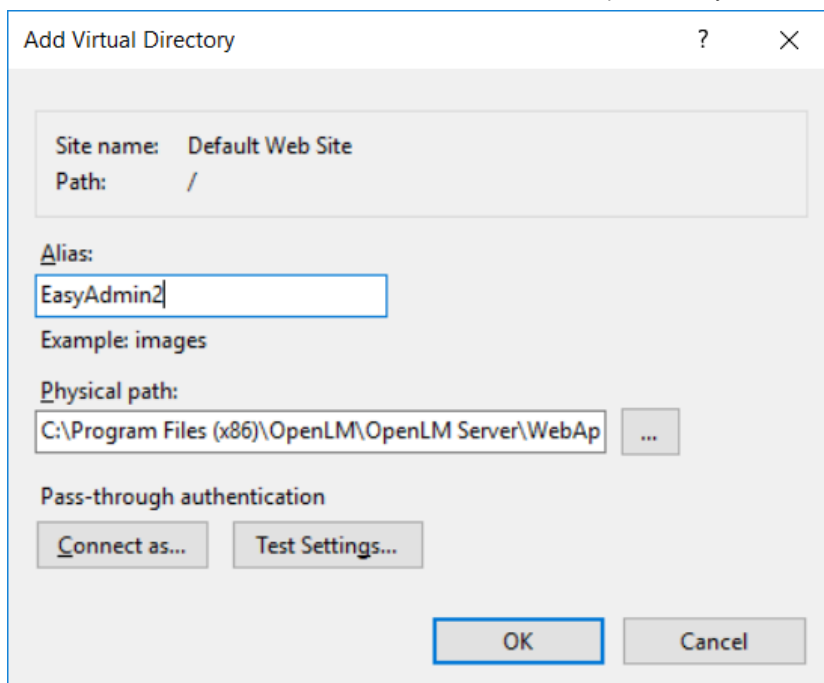 Add Virtual Directory ?
Site name: Default Web Site
Path: /
Alias:
EasyAdmin2
Example: images
Physical path:
C:\Program Files (x86)\OpenLM\OpenLM Server\WebAp ...
Pass-through authentication
Connect as... Test Settings...
OK Cancel